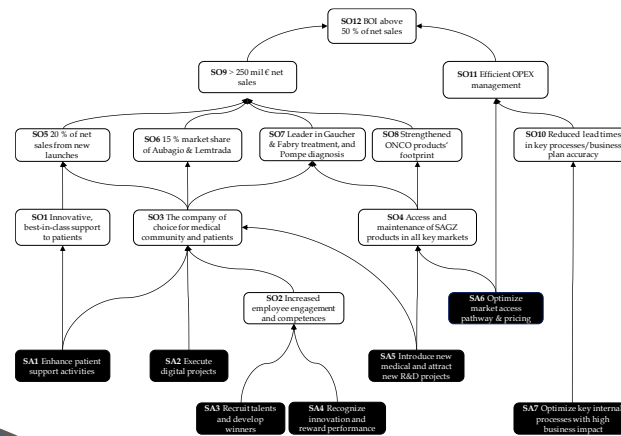 SO12 BOI above
50 % of net sales
SO9 > 250 mil € net
sales
SO11 Efficient OPEX
management
SO5 20 % of net
sales from new
launches
SO6 15 % market share
of Aubagio & Lemtrada
SO7 Leader in Gaucher
& Fabry treatment, and
Pompe diagnosis
SO8 Strengthened
ONCO products'
footprint
SO10 Reduced lead times
in key processes/business
plan accuracy
SO1 Innovative,
best-in-class support
to patients
SO3 The company of
choice for medical
community and patients
SO4 Access and
maintenance of SAGZ
products in all key markets
SO2 Increased
employee engagement
and competences
SA6 Optimize
market access
pathway & pricing
SA1 Enhance patient
support activities
SA2 Execute
digital projects
SA5 Introduce new
medical and attract
new R&D projects
SA3 Recruit talents
and develop
winners
SA4 Recognize
innovation and
reward performance
SA7 Optimize key internal
processes with high
business impact